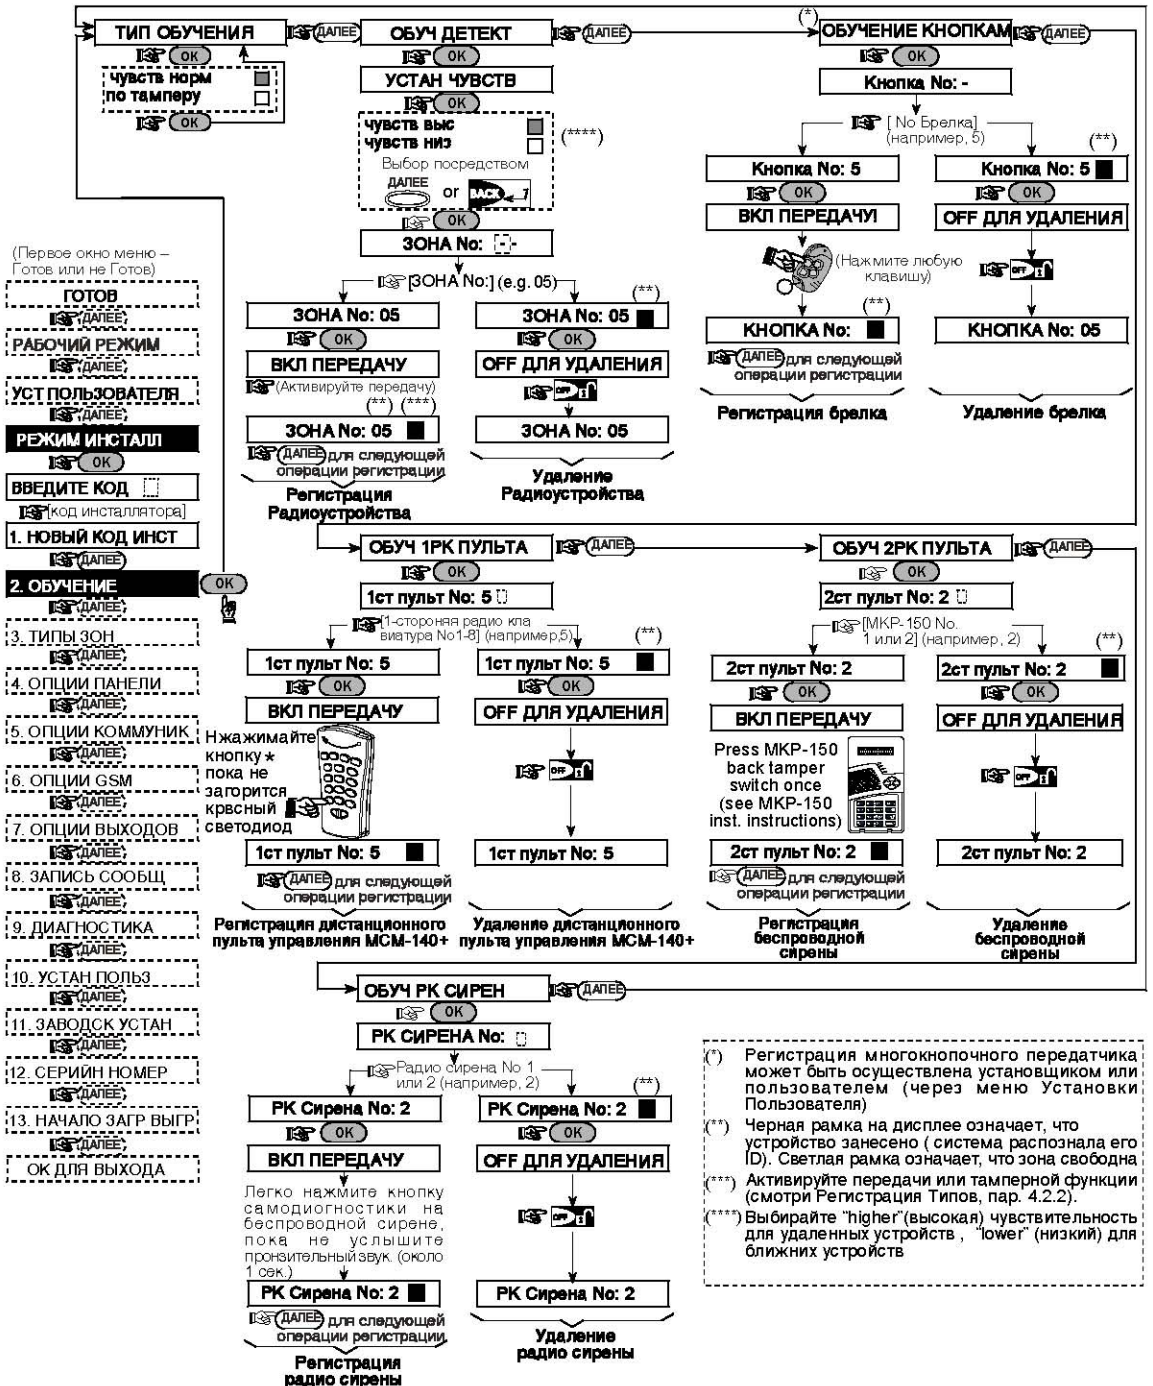 ТИП ОБУЧЕНИЯ
ДАЛЕЕ
OK
чувств норм
по тамперу
OK
ОБУЧ ДЕТЕКТ
ДАЛЕЕ
OK
УСТАН ЧУВСТВ
OK
чувств выс
чувств низ
(****)
Выбор посредством
ДАЛЕЕ
or
BACK
OK
ЗОНА No:
[ЗОНА No:] (e.g. 05)
(**)
ЗОНА No: 05
OK
ВКЛ ПЕРЕДАЧУ
(Активируйте передачу)
(**) (***)
ЗОНА No: 05
ДАЛЕЕ для следующей
операции регистрации
Регистрация
Радиоустройства
ЗОНА No: 05
OK
OFF ДЛЯ УДАЛЕНИЯ
OFF
ЗОНА No: 05
Удаление
Радиоустройства
(*)
ОБУЧЕНИЕ КНОПКАМ
ДАЛЕЕ
OK
Кнопка No: -
[ No Брелка]
(например, 5)
(**)
Кнопка No: 5
OK
ВКЛ ПЕРЕДАЧУ!
(Нажмите любую
клавишу)
(**)
КНОПКА No:
ДАЛЕЕ для следующей
операции регистрации
Регистрация брелка
Кнопка No: 5
OK
OFF ДЛЯ УДАЛЕНИЯ
OFF
КНОПКА No: 05
Удаление брелка
(Первое окно меню –
Готов или не Готов)
ГОТОВ
ДАЛЕЕ
РАБОЧИЙ РЕЖИМ
ДАЛЕЕ
УСТ ПОЛЬЗОВАТЕЛЯ
ДАЛЕЕ
РЕЖИМ ИНСТАЛЛ
OK
ВВЕДИТЕ КОД
[код инсталлятора]
1. НОВЫЙ КОД ИНСТ
ДАЛЕЕ
2. ОБУЧЕНИЕ
OK
ДАЛЕЕ
3. ТИПЫ ЗОН
ДАЛЕЕ
4. ОПЦИИ ПАНЕЛИ
ДАЛЕЕ
5. ОПЦИИ КОММУНИК
ДАЛЕЕ
6. ОПЦИИ GSM
ДАЛЕЕ
7. ОПЦИИ ВЫХОДОВ
ДАЛЕЕ
8. ЗАПИСЬ СООБЩ
ДАЛЕЕ
9. ДИАГНОСТИКА
ДАЛЕЕ
10. УСТАН ПОЛЬЗ
ДАЛЕЕ
11. ЗАВОДСК УСТАН
ДАЛЕЕ
12. СЕРИЙН НОМЕР
ДАЛЕЕ
13. НАЧАЛО ЗАГР ВЫГР
ДАЛЕЕ
ОК ДЛЯ ВЫХОДА
ОБУЧ 1РК ПУЛЬТА
ДАЛЕЕ
OK
1ст пульт No: 5
[1-стороняя радио кла
виатура No1-8] (например,5)
(**)
1ст пульт No: 5
OK
ВКЛ ПЕРЕДАЧУ
Нжажимайте
кнопку *
пока не
загорится
крвсный
светодиод
1ст пульт No: 5
ДАЛЕЕ для следующей
операции регистрации
Регистрация дистанционного
пульта управления МСМ-140+
1ст пульт No: 5
OK
OFF ДЛЯ УДАЛЕНИЯ
OFF
1ст пульт No: 5
Удаление дистанционного
пульта управления МСМ-140+
ОБУЧ 2РК ПУЛЬТА
ДАЛЕЕ
OK
2ст пульт No: 2
[MKP-150 No.
1 или 2] (например, 2)
(**)
2ст пульт No: 2
OK
ВКЛ ПЕРЕДАЧУ
Press MKP-150
back tamper
switch once
(see MKP-150
inst. instructions)
2ст пульт No: 2
ДАЛЕЕ для следующей
операции регистрации
Регистрация
беспроводной
сирены
2ст пульт No: 2
OK
OFF ДЛЯ УДАЛЕНИЯ
OFF
2ст пульт No: 2
Удаление
беспроводной
сирены
ОБУЧ РК СИРЕН
ДАЛЕЕ
OK
РК СИРЕНА No:
Радио сирена No 1
или 2 (например, 2)
(**)
РК Сирена No: 2
OK
ВКЛ ПЕРЕДАЧУ
Легко нажмите кнопку
самодиогностики на
беспроводной сирене,
пока не услышите
пронзительный звук. (около
1 сек.)
РК Сирена No: 2
ДАЛЕЕ для следующей
операции регистрации
Регистрация
радио сирены
РК Сирена No: 2
OK
OFF ДЛЯ УДАЛЕНИЯ
OFF
РК Сирена No: 2
Удаление
радио сирены
(*) Регистрация многокнопочного передатчика
может быть осуществлена установщиком или
пользователем (через меню Установки
Пользователя)
(**) Черная рамка на дисплее означает, что
устройство занесено ( система распознала его
ID). Светлая рамка означает, что зона свободна
(***) Активируйте передачи или тамперной функции
(смотри Регистрация Типов, пар. 4.2.2).
(****) Выбирайте "higher"(высокая) чувствительность
для удаленных устройств , "lower" (низкий) для
ближних устройств